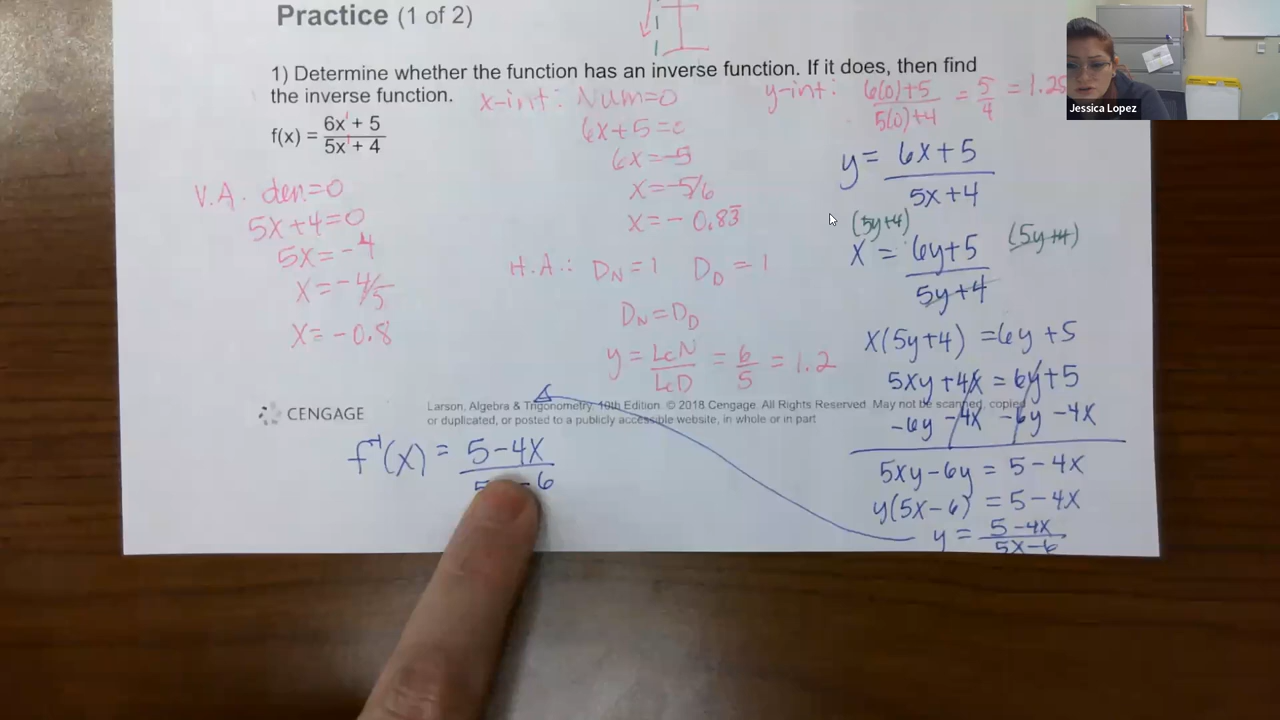 Practice (1 of 2)
1) Determine whether the function has an inverse function. If it does, then find
the inverse function.
f(x) = 6x¹ + 5
5x¹ + 4
x-int: Num=0
6x+5=0
6x=-5
x=-5/6
x=-0.83̅
y-int: 6(0)+5 = 5 = 1.25
5(0)+4 4
Jessica Lopez
V.A. den=0
5x+4=0
5x=-4
x=-4/5
x=-0.8
H.A.: D_N=1 D_D=1
D_N=D_D
y=LCN = 6 = 1.2
LCD 5
y= 6x+5
5x+4
(5y+4)
x = 6y+5 (5y+4)
5y+4
x(5y+4) =6y+5
5xy+4x=6y+5
-6y -4x -6y -4x
5xy-6y = 5-4x
y(5x-6) = 5-4x
y = 5-4x
5x-6
CENGAGE
Larson, Algebra & Trigonometry, 10th Edition. © 2018 Cengage. All Rights Reserved. May not be scanned, copied
or duplicated, or posted to a publicly accessible website, in whole or in part
f⁻¹(x) = 5-4x
5 -6